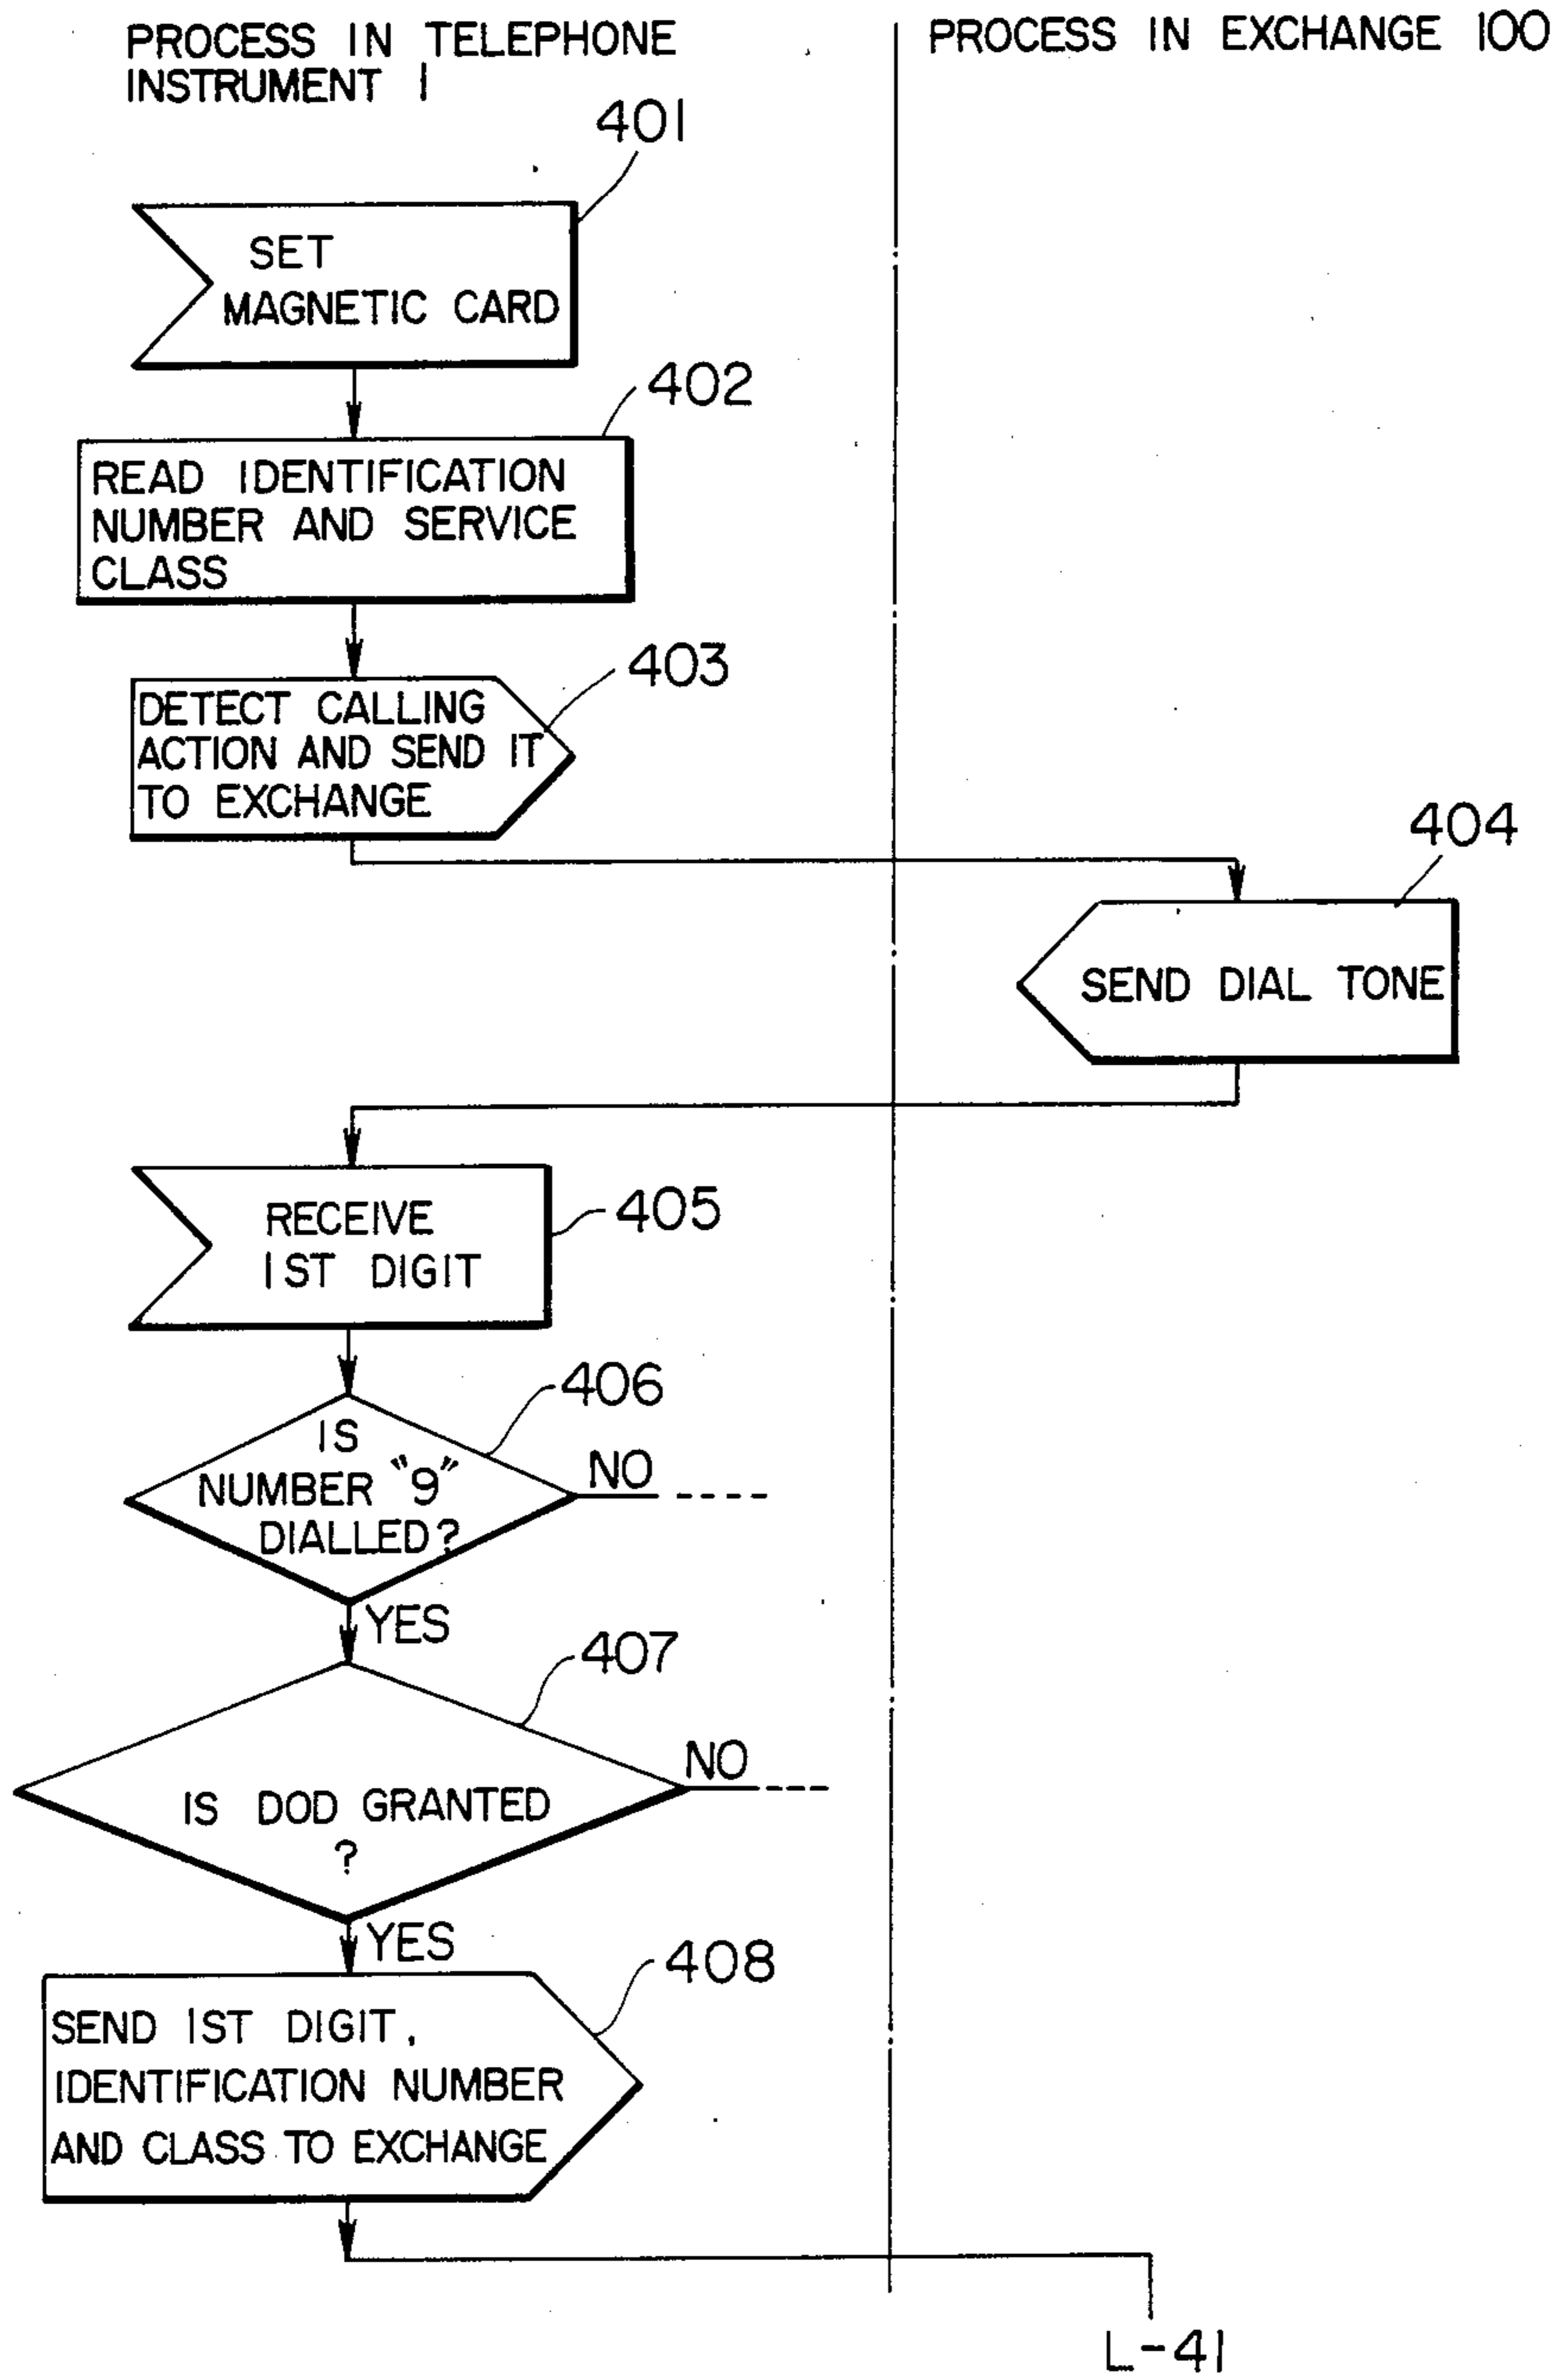 PROCESS IN TELEPHONE
INSTRUMENT 1
PROCESS IN EXCHANGE 100
401
SET
MAGNETIC CARD
402
READ IDENTIFICATION
NUMBER AND SERVICE
CLASS
403
DETECT CALLING
ACTION AND SEND IT
TO EXCHANGE
404
SEND DIAL TONE
405
RECEIVE
1ST DIGIT
406
IS
NUMBER "9"
DIALLED?
NO
YES
407
IS DOD GRANTED
?
NO
YES
408
SEND 1ST DIGIT,
IDENTIFICATION NUMBER
AND CLASS TO EXCHANGE
L-41